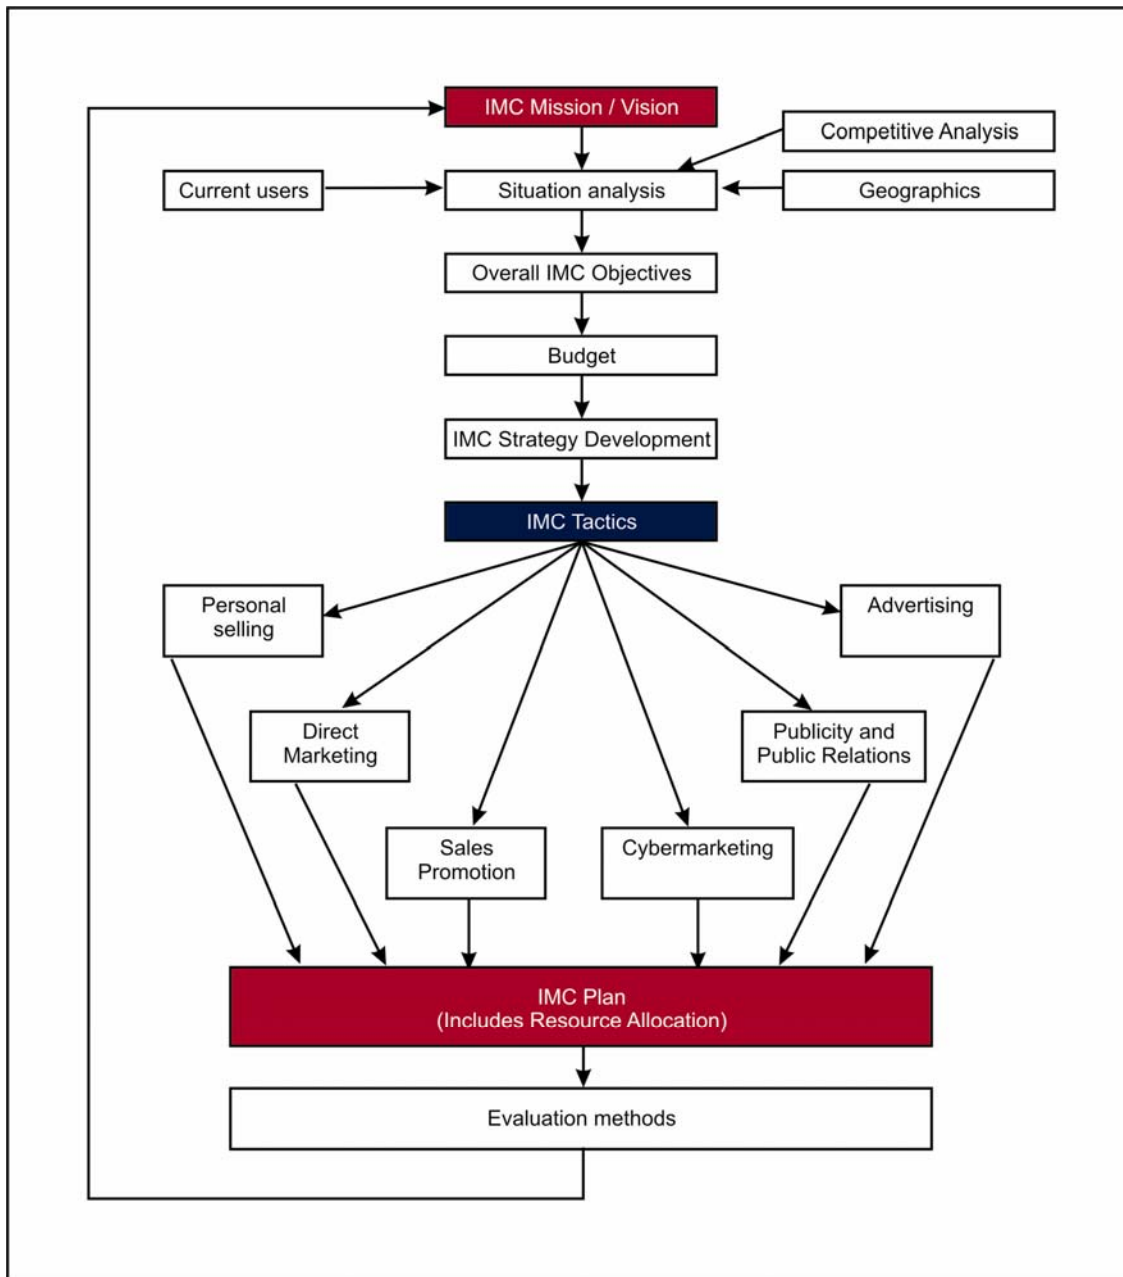 IMC Mission / Vision
Competitive Analysis
Current users
Situation analysis
Geographics
Overall IMC Objectives
Budget
IMC Strategy Development
IMC Tactics
Personal
selling
Advertising
Direct
Marketing
Publicity and
Public Relations
Sales
Promotion
Cybermarketing
IMC Plan
(Includes Resource Allocation)
Evaluation methods